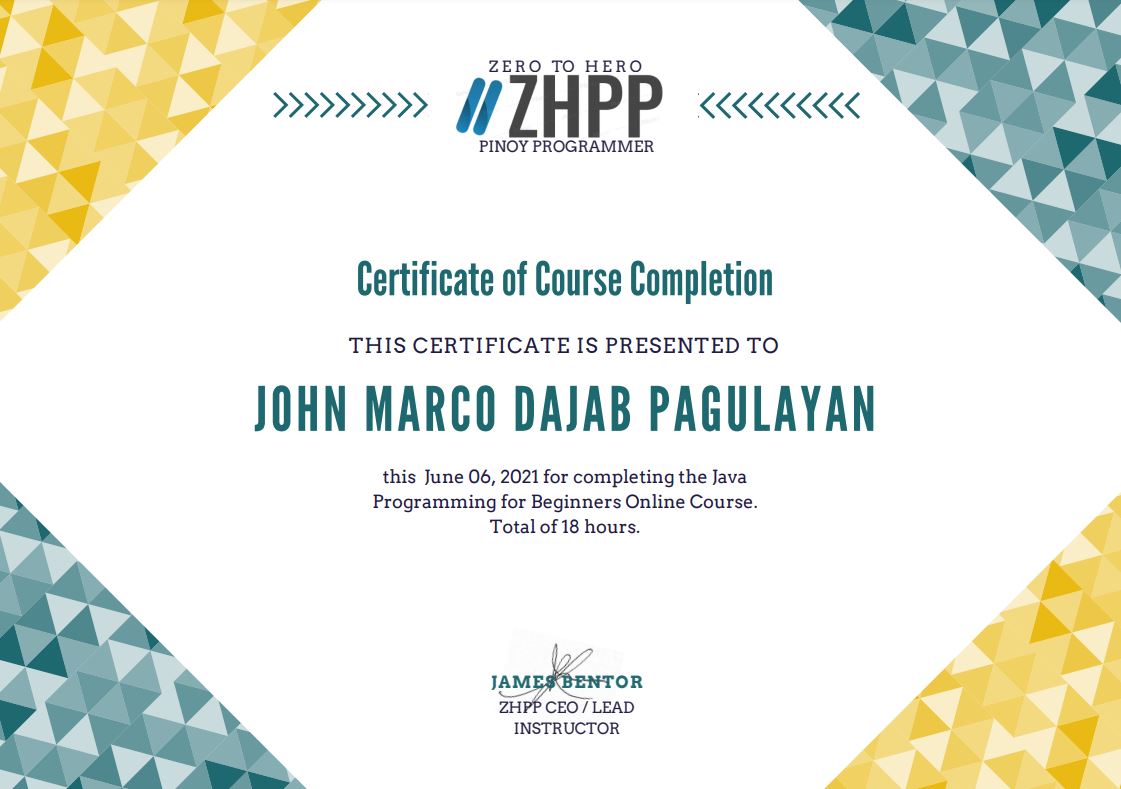 ZERO TO HERO
ZHPP
PINOY PROGRAMMER
Certificate of Course Completion
THIS CERTIFICATE IS PRESENTED TO
JOHN MARCO DAJAB PAGULAYAN
this June 06, 2021 for completing the Java
Programming for Beginners Online Course.
Total of 18 hours.
JAMES BENTOR
ZHPP CEO / LEAD
INSTRUCTOR